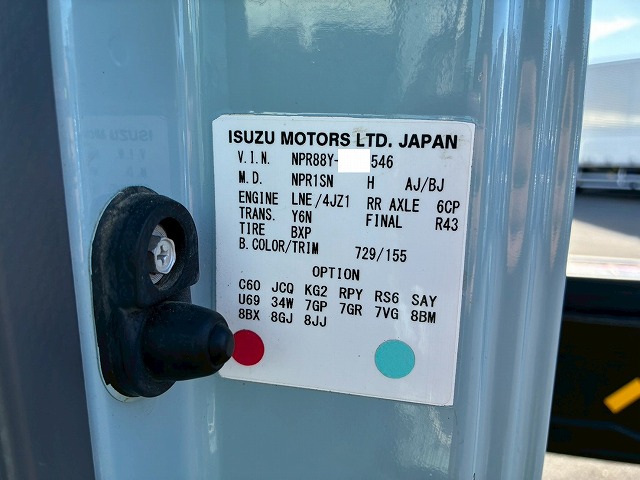 ISUZU MOTORS LTD. JAPAN
V.I.N. NPR88Y- 546
M.D. NPR1SN H AJ/BJ
ENGINE LNE/4JZ1 RR AXLE 6CP
TRANS. Y6N FINAL R43
TIRE BXP
B.COLOR/TRIM 729/155
OPTION
C60 JCQ KG2 RPY RS6 SAY
U69 34W 7GP 7GR 7VG 8BM
8BX 8GJ 8JJ